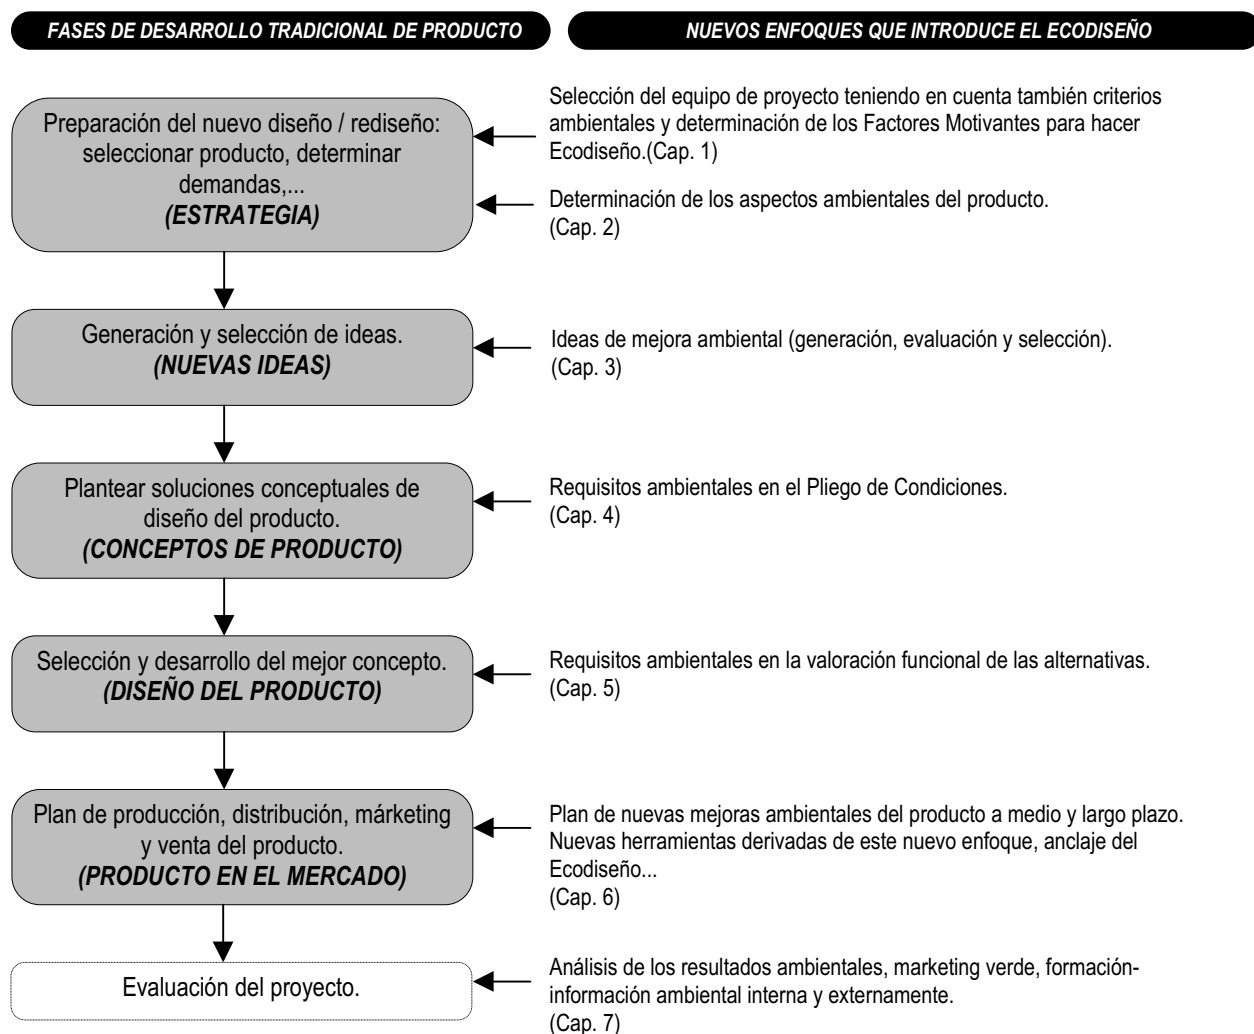 FASES DE DESARROLLO TRADICIONAL DE PRODUCTO
NUEVOS ENFOQUES QUE INTRODUCE EL ECODISEÑO
Preparación del nuevo diseño / rediseño:
seleccionar producto, determinar
demandas,...
(ESTRATEGIA)
Selección del equipo de proyecto teniendo en cuenta también criterios
ambientales y determinación de los Factores Motivantes para hacer
Ecodiseño.(Cap. 1)
Determinación de los aspectos ambientales del producto.
(Cap. 2)
Generación y selección de ideas.
(NUEVAS IDEAS)
Ideas de mejora ambiental (generación, evaluación y selección).
(Cap. 3)
Plantear soluciones conceptuales de
diseño del producto.
(CONCEPTOS DE PRODUCTO)
Requisitos ambientales en el Pliego de Condiciones.
(Cap. 4)
Selección y desarrollo del mejor concepto.
(DISEÑO DEL PRODUCTO)
Requisitos ambientales en la valoración funcional de las alternativas.
(Cap. 5)
Plan de producción, distribución, márketing
y venta del producto.
(PRODUCTO EN EL MERCADO)
Plan de nuevas mejoras ambientales del producto a medio y largo plazo.
Nuevas herramientas derivadas de este nuevo enfoque, anclaje del
Ecodiseño...
(Cap. 6)
Evaluación del proyecto.
Análisis de los resultados ambientales, marketing verde, formación-
información ambiental interna y externamente.
(Cap. 7)